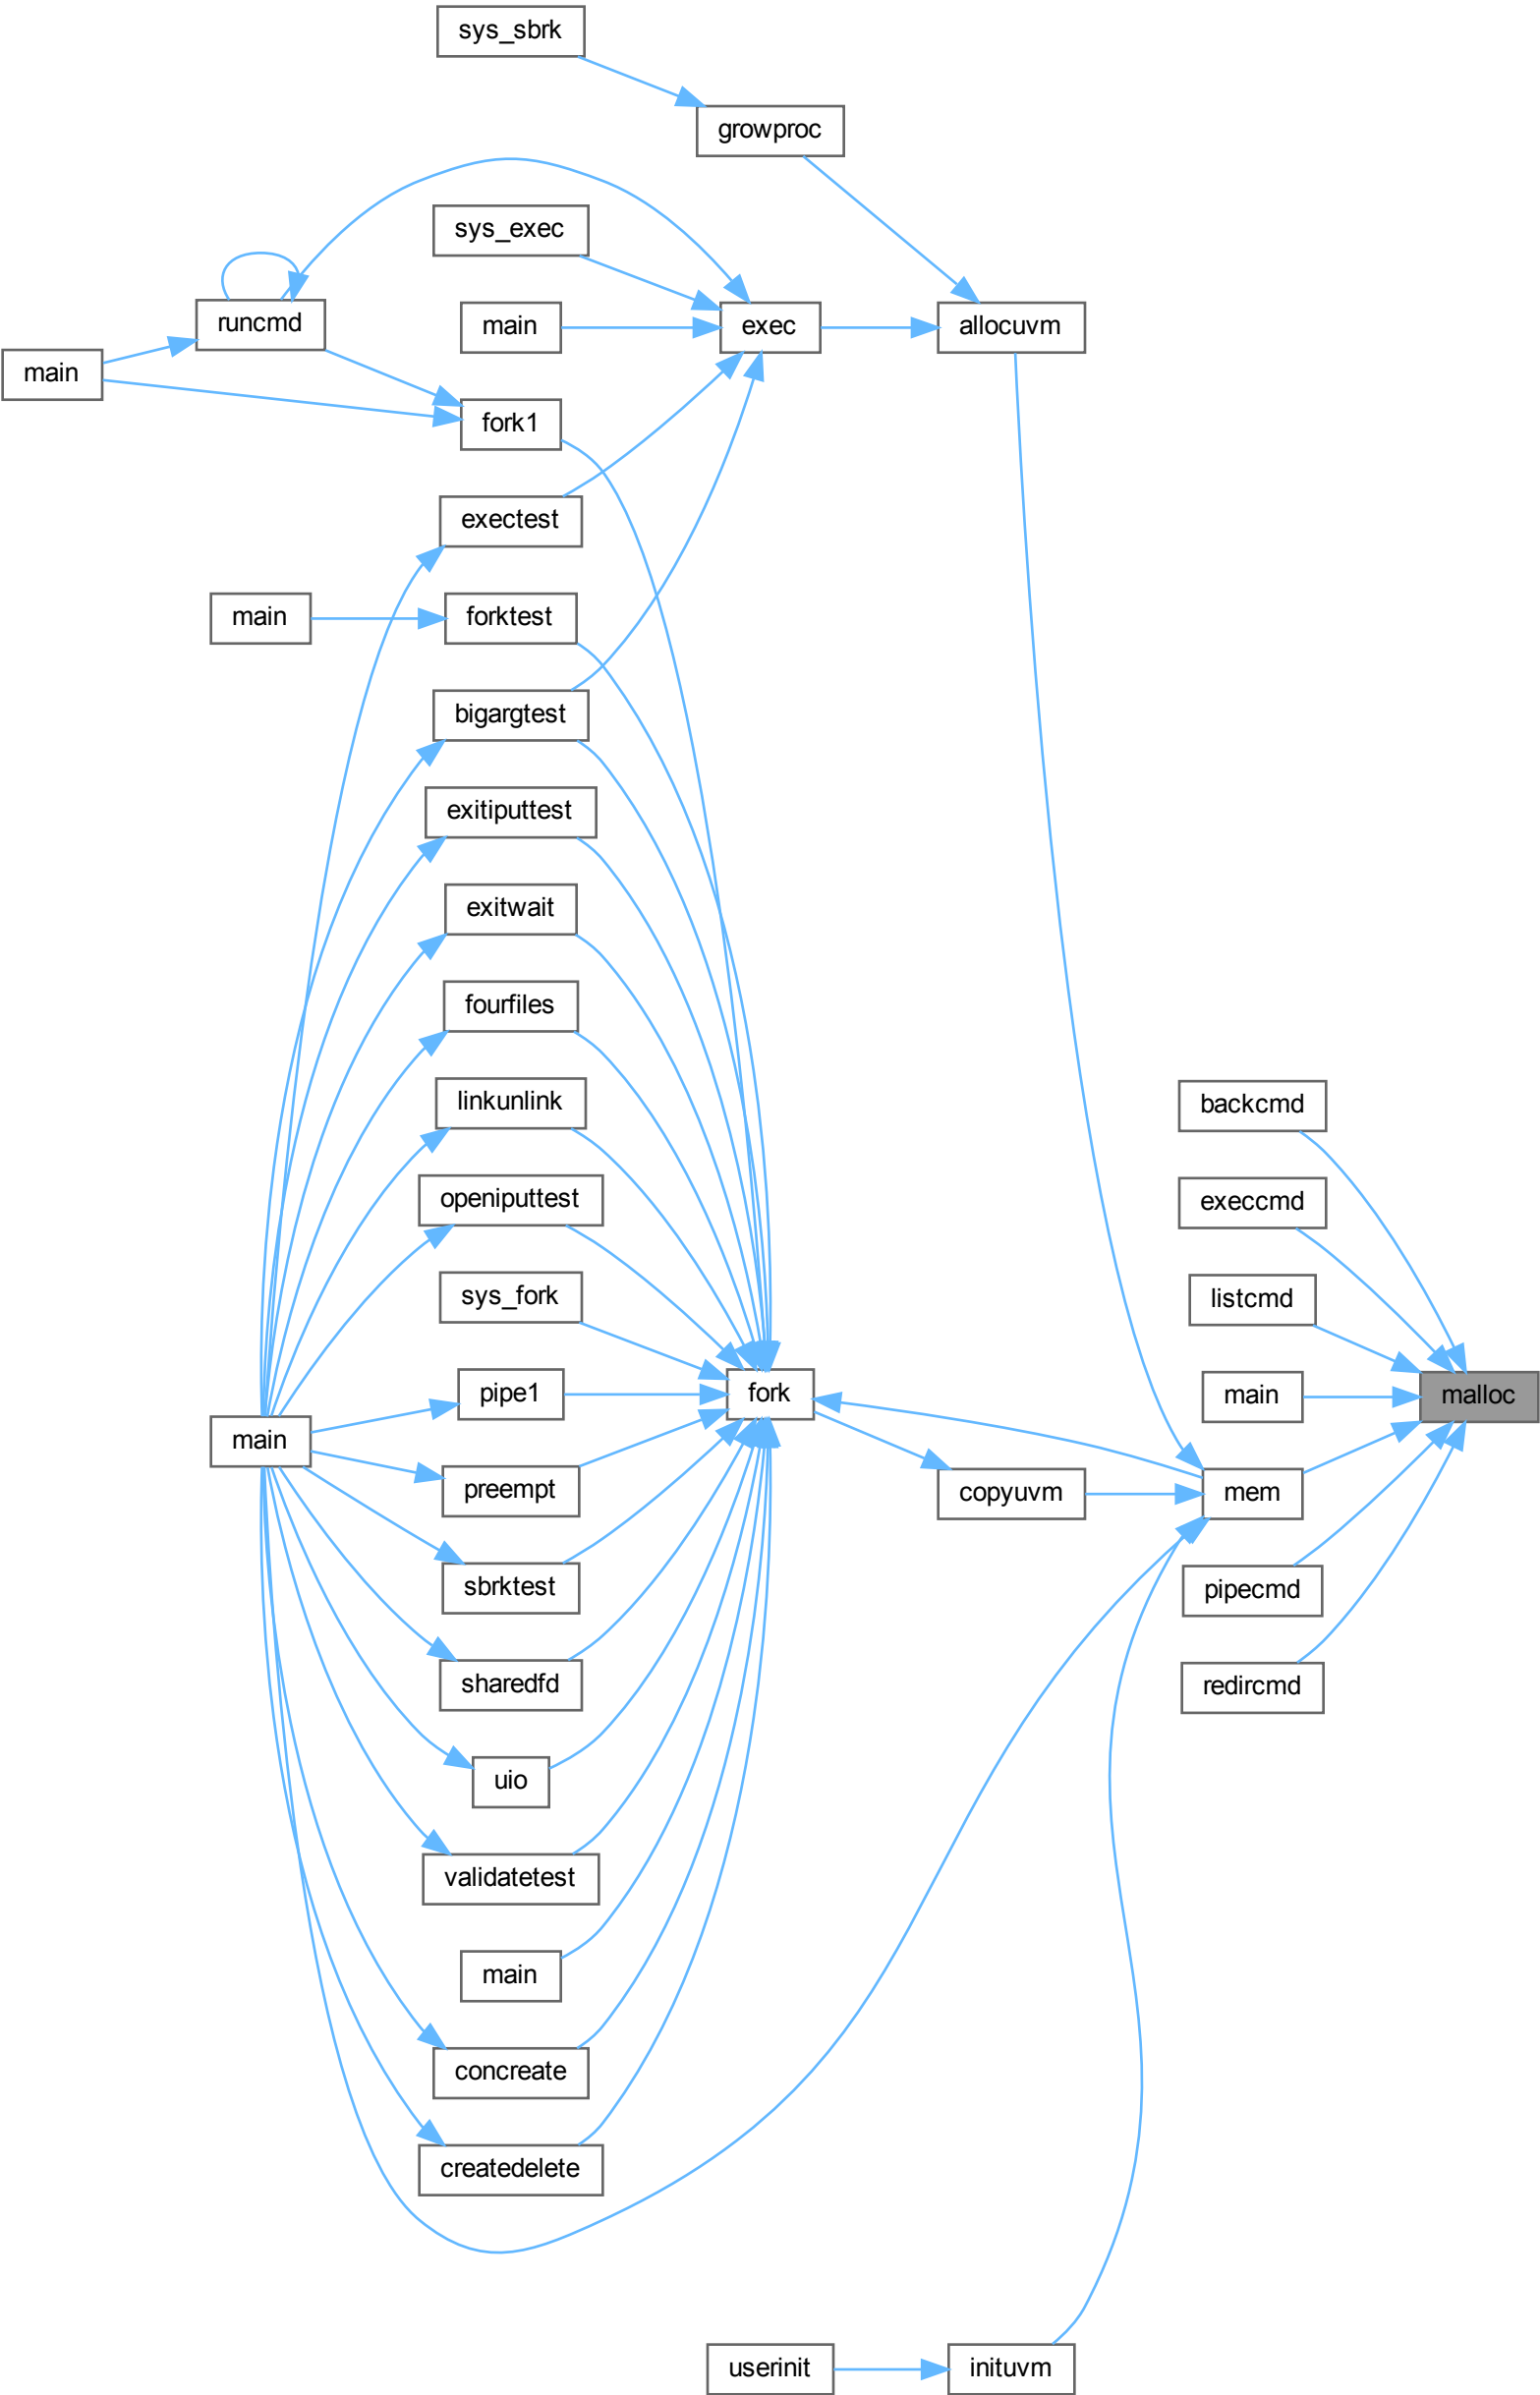 sys_sbrk
growproc
sys_exec
runcmd
main
exec
allocuvm
main
fork1
exectest
main
forktest
bigargtest
exitiputtest
exitwait
fourfiles
linkunlink
backcmd
openiputtest
execcmd
sys_fork
listcmd
pipe1
fork
main
malloc
main
preempt
copyuvm
mem
sbrktest
pipecmd
sharedfd
redircmd
uio
validatetest
main
concreate
createdelete
userinit
inituvm